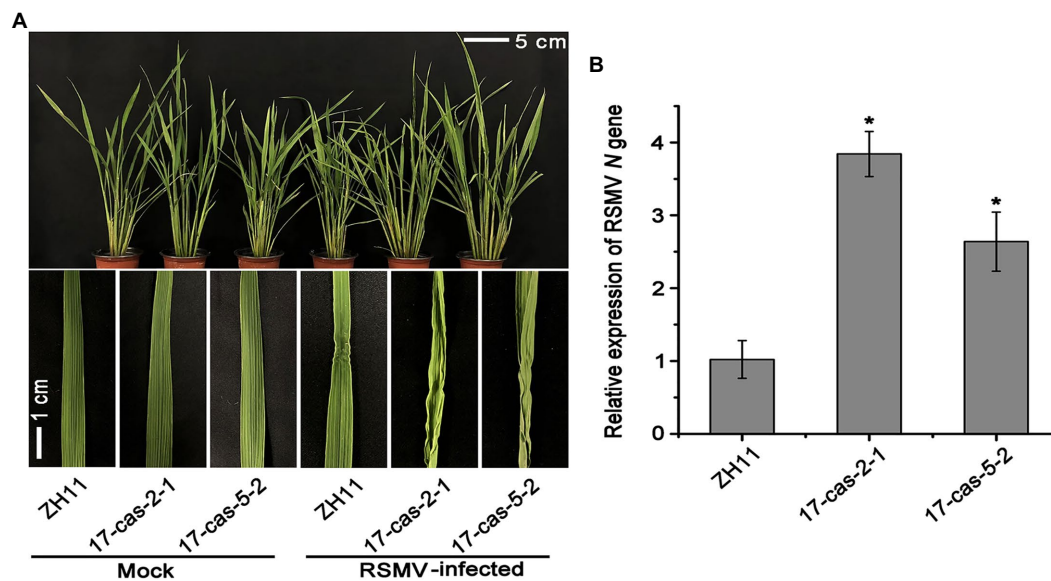 A
5 cm
1 cm
ZH11
17-cas-2-1
17-cas-5-2
ZH11
17-cas-2-1
17-cas-5-2
Mock
RSMV-infected
B
Relative expression of RSMV N gene
4
3
2
1
0
*
*
ZH11
17-cas-2-1
17-cas-5-2